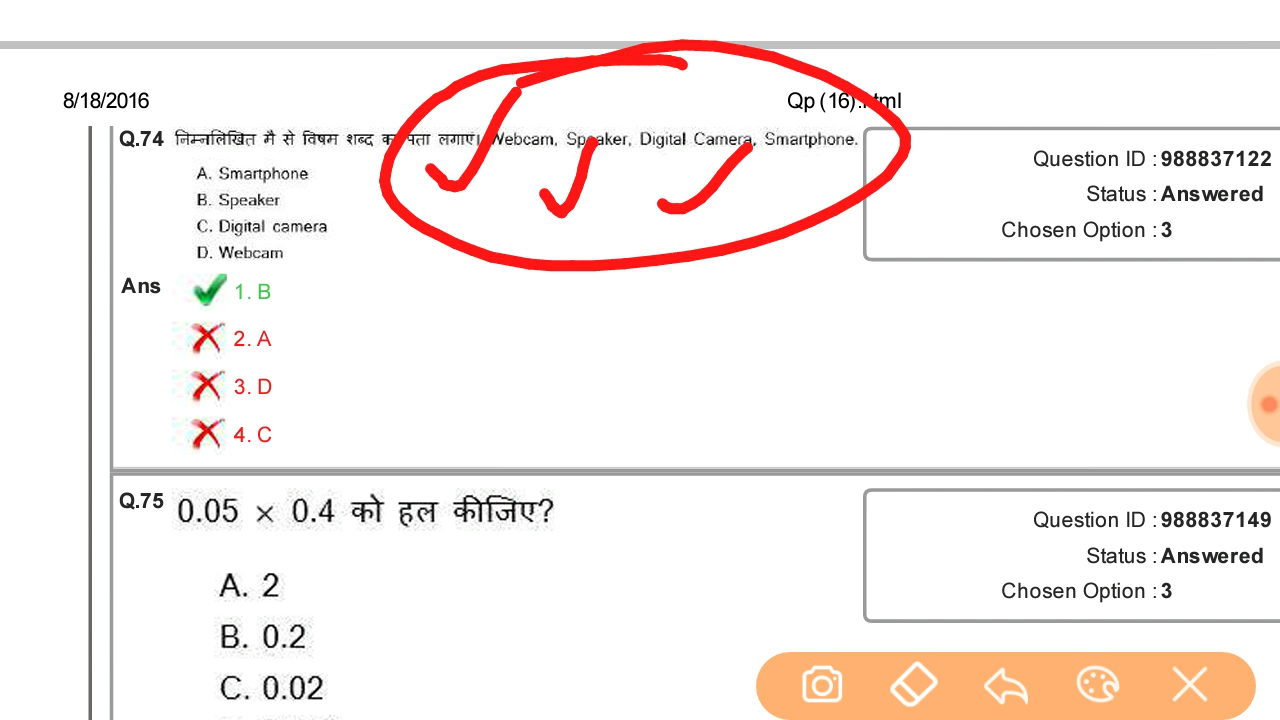 8/18/2016
Qp (16).html
Q.74 निम्नलिखित मै से विषम शब्द का पता लगाएं। Webcam, Speaker, Digital Camera, Smartphone.
A. Smartphone
B. Speaker
C. Digital camera
D. Webcam
Question ID : 988837122
Status : Answered
Chosen Option : 3
Ans
1. B
2. A
3. D
4. C
Q.75 0.05 × 0.4 को हल कीजिए?
A. 2
B. 0.2
C. 0.02
Question ID : 988837149
Status : Answered
Chosen Option : 3